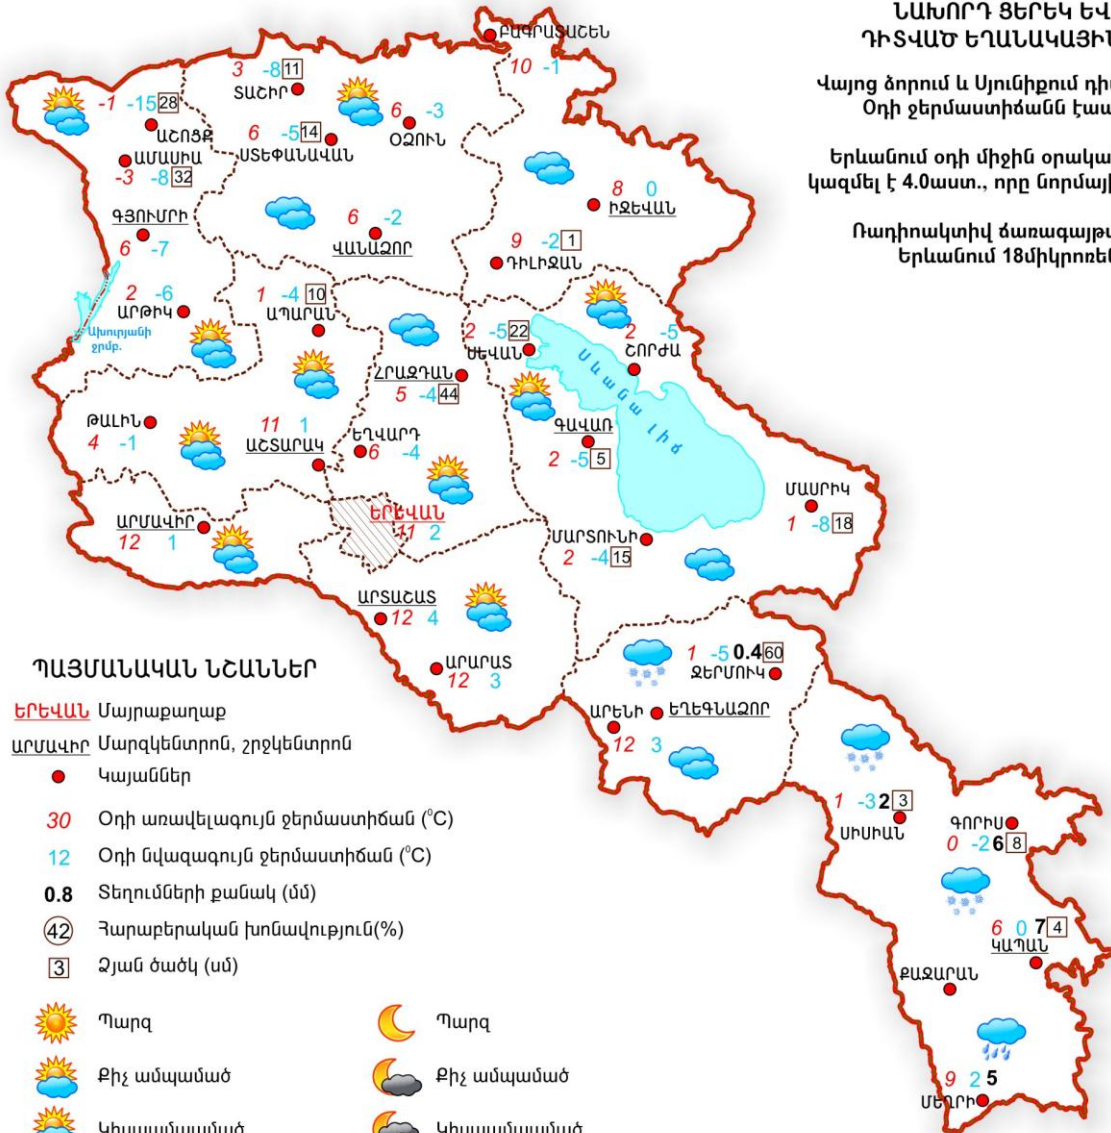 ՆԱԽՈՐԴ ՑԵՐԵԿ ԵՎ
ԴԻՏՎԱԾ ԵՂԱՆԱԿԱՅԻՆ
Վայոց ձորում և Սյունիքում
Օդի ջերմաստիճանն
Երևանում օդի միջին
կազմել է 4.0աստ., որը
Ռադիոակտիվ
Երևանում
ԲԱԳՐԱՏԱՇԵՆ
10 -1
3 -8 11
ՏԱՇԻՐ
-1 -15 28
ԱՇՈՑՔ
6 -3
ՕՁՈՒՆ
6 -5 14
ՍՏԵՓԱՆԱՎԱՆ
ԱՄԱՍԻԱ
-3 -8 32
8 0
ԻՋԵՎԱՆ
ԳՅՈՒՄՐԻ
6 -7
6 -2
ՎԱՆԱՁՈՐ
9 -2 1
ԴԻԼԻՋԱՆ
2 -6
ԱՐԹԻԿ
1 -4 10
ԱՊԱՐԱՆ
Ախուրյանի
ջրմբ.
2 -5 22
ՍԵՎԱՆ
2 -5
ՇՈՐԺԱ
Սևանա լիճ
ՀՐԱԶԴԱՆ
5 -4 44
ԹԱԼԻՆ
4 -1
11 1
ԱՇՏԱՐԱԿ
ԵՂՎԱՐԴ
6 -4
ԳԱՎԱՌ
2 -5 5
ՄԱՍՐԻԿ
1 -8 18
ԱՐՄԱՎԻՐ
12 1
ԵՐԵՎԱՆ
11 2
ՄԱՐՏՈՒՆԻ
2 -4 15
ԱՐՏԱՇԱՏ
12 4
ԱՐԱՐԱՏ
12 3
1 -5 0.4 60
ՋԵՐՄՈՒԿ
ԱՐԵՆԻ
12 3
ԵՂԵԳՆԱՁՈՐ
1 -3 2 3
ՍԻՍԻԱՆ
ԳՈՐԻՍ
0 -2 6 8
6 0 7 4
ԿԱՊԱՆ
ՔԱՋԱՐԱՆ
9 2 5
ՄԵՂՐԻ
ՊԱՅՄԱՆԱԿԱՆ ՆՇԱՆՆԵՐ
ԵՐԵՎԱՆ Մայրաքաղաք
ԱՐՄԱՎԻՐ Մարզկենտրոն, շրջկենտրոն
Կայաններ
30 Օդի առավելագույն ջերմաստիճան (⁰C)
12 Օդի նվազագույն ջերմաստիճան (⁰C)
0.8 Տեղումների քանակ (մմ)
42 Հարաբերական խոնավություն(%)
3 Ձյան ծածկ (սմ)
Պարզ Պարզ
Քիչ ամպամած Քիչ ամպամած